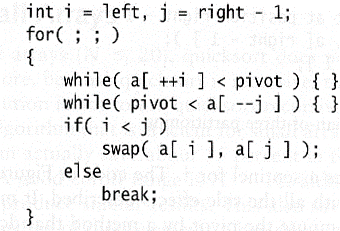 int i = left, j = right - 1;
for( ; ; )
{
while( a[ ++i ] < pivot ) { }
while( pivot < a[ --j ] ) { }
if( i < j )
swap( a[ i ], a[ j ] );
else
break;
}